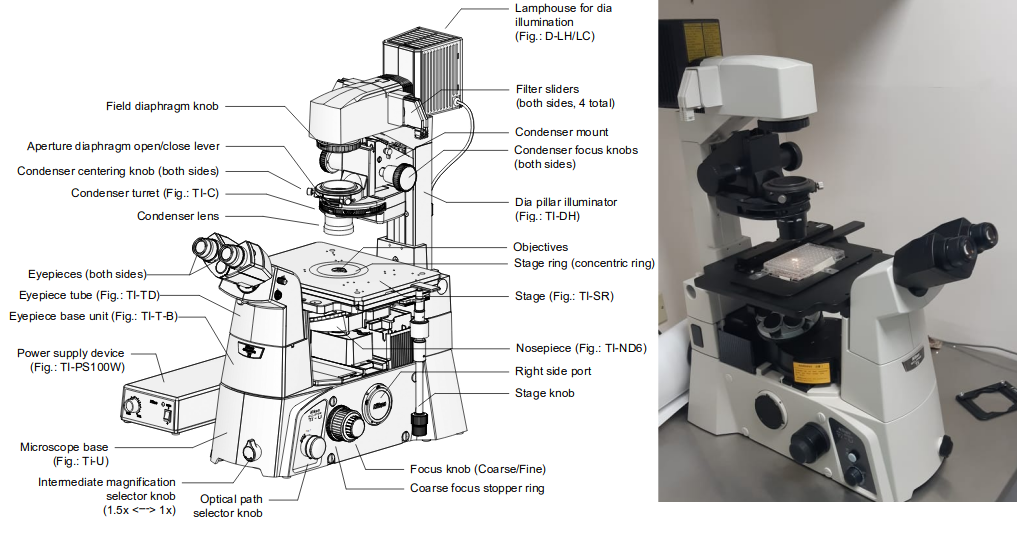 Lamphouse for dia
illumination
(Fig.: D-LH/LC)
Field diaphragm knob
Filter sliders
(both sides, 4 total)
Aperture diaphragm open/close lever
Condenser mount
Condenser focus knobs
(both sides)
Condenser centering knob (both sides)
Condenser turret (Fig.: TI-C)
Condenser lens
Dia pillar illuminator
(Fig.: TI-DH)
Objectives
Stage ring (concentric ring)
Eyepieces (both sides)
Eyepiece tube (Fig.: TI-TD)
Stage (Fig.: TI-SR)
Eyepiece base unit (Fig.: TI-T-B)
Power supply device
(Fig.: TI-PS100W)
Nosepiece (Fig.: TI-ND6)
Right side port
Stage knob
Nikon
Microscope base
(Fig.: Ti-U)
Intermediate magnification
selector knob
(1.5x <--> 1x)
Optical path
selector knob
Focus knob (Coarse/Fine)
Coarse focus stopper ring